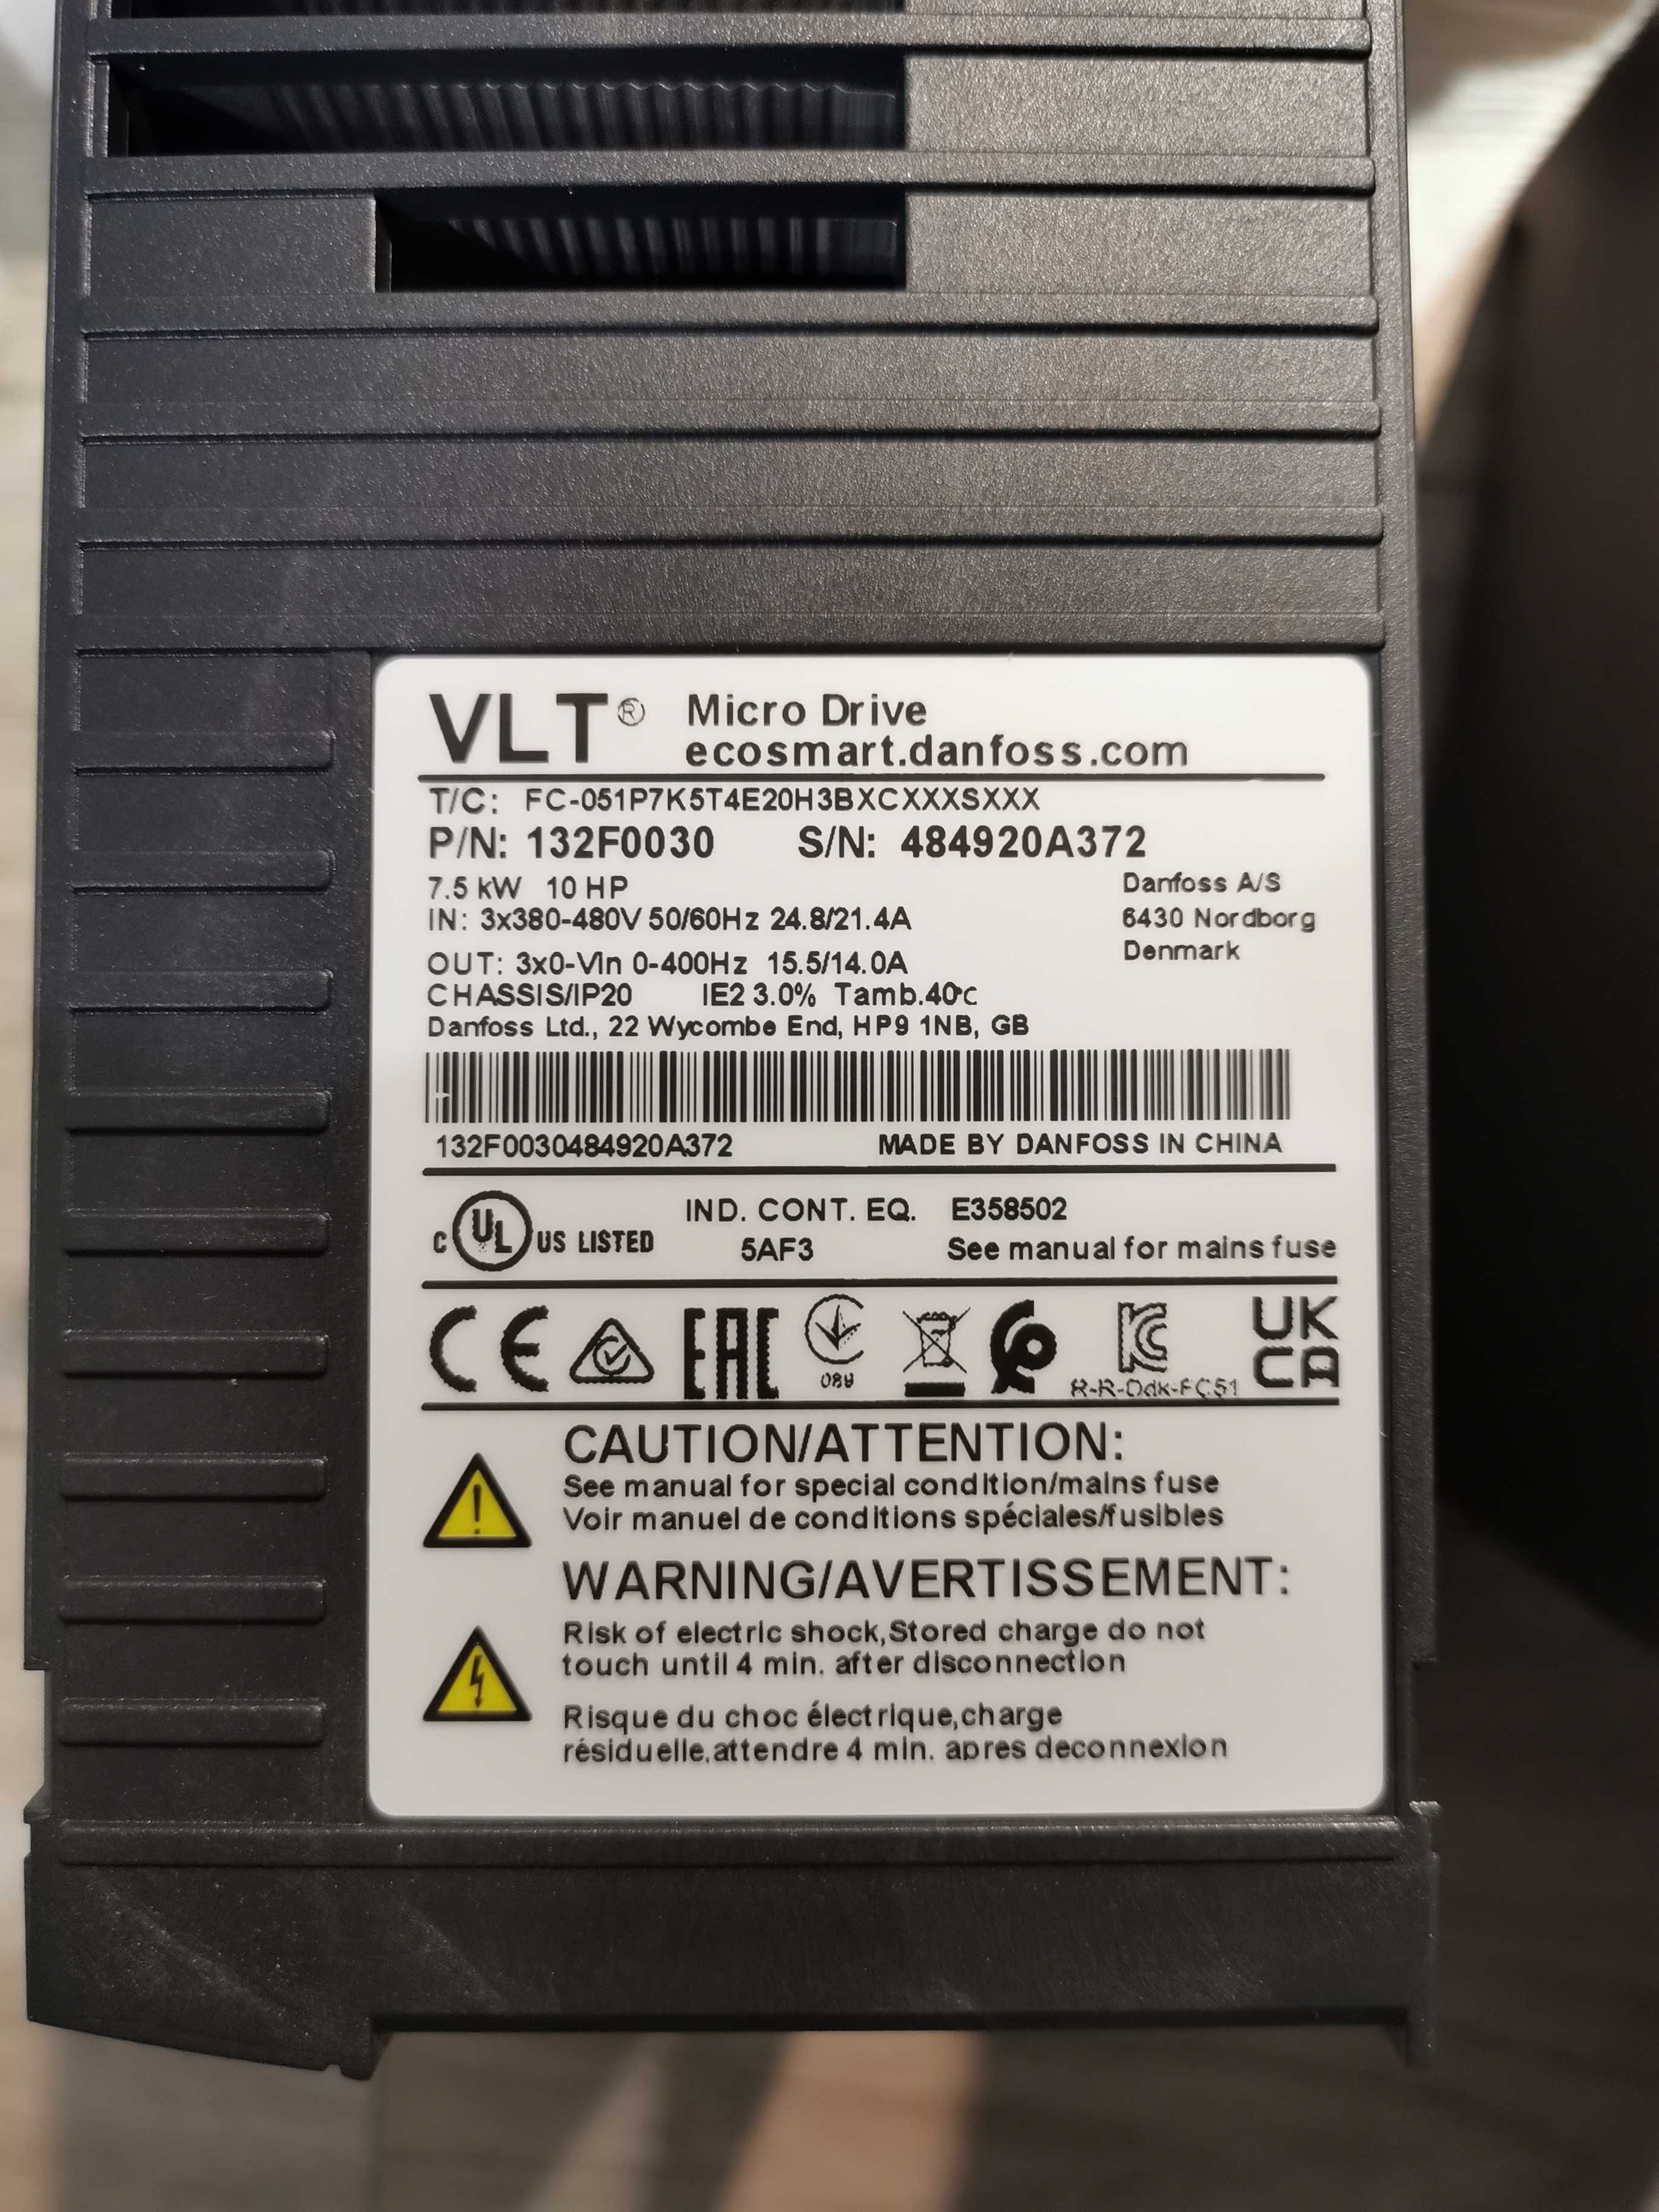 VLT® Micro Drive
ecosmart.danfoss.com
T/C: FC-051P7K5T4E20H3BXCXXXSXXX
P/N: 132F0030 S/N: 484920A372
7.5 kW 10 HP
IN: 3x380-480V 50/60Hz 24.8/21.4A
OUT: 3x0-Vin 0-400Hz 15.5/14.0A
CHASSIS/IP20 IE2 3.0% Tamb.40°C
Danfoss A/S
6430 Nordborg
Denmark
Danfoss Ltd., 22 Wycombe End, HP9 1NB, GB
132F0030484920A372 MADE BY DANFOSS IN CHINA
C UL US LISTED
IND. CONT. EQ. E358502
5AF3 See manual for mains fuse
CE EAC 089 KC UK CA
R-R-Ddk-FC51
CAUTION/ATTENTION:
See manual for special condition/mains fuse
Voir manuel de conditions spéciales/fusibles
WARNING/AVERTISSEMENT:
Risk of electric shock,Stored charge do not
touch until 4 min. after disconnection
Risque du choc électrique,charge
résiduelle,attendre 4 min. apres deconnexion